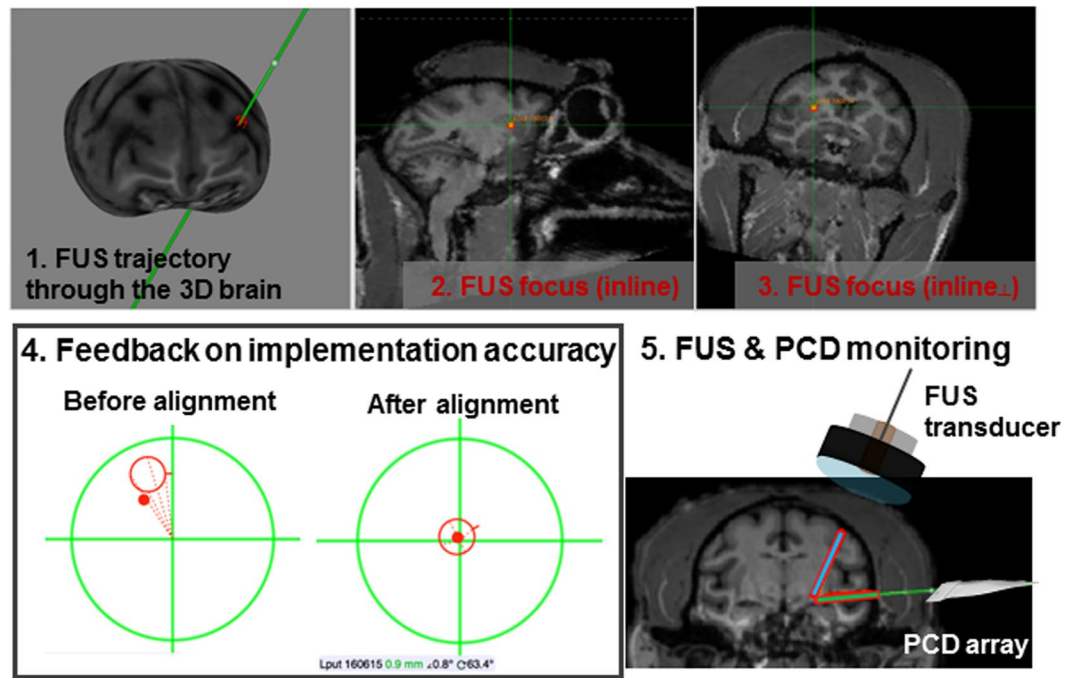 1. FUS trajectory
through the 3D brain
2. FUS focus (inline)
3. FUS focus (inline⊥)
4. Feedback on implementation accuracy
Before alignment
After alignment
Lput 160615 0.9 mm ∠0.8° ⟳63.4°
5. FUS & PCD monitoring
FUS
transducer
PCD array